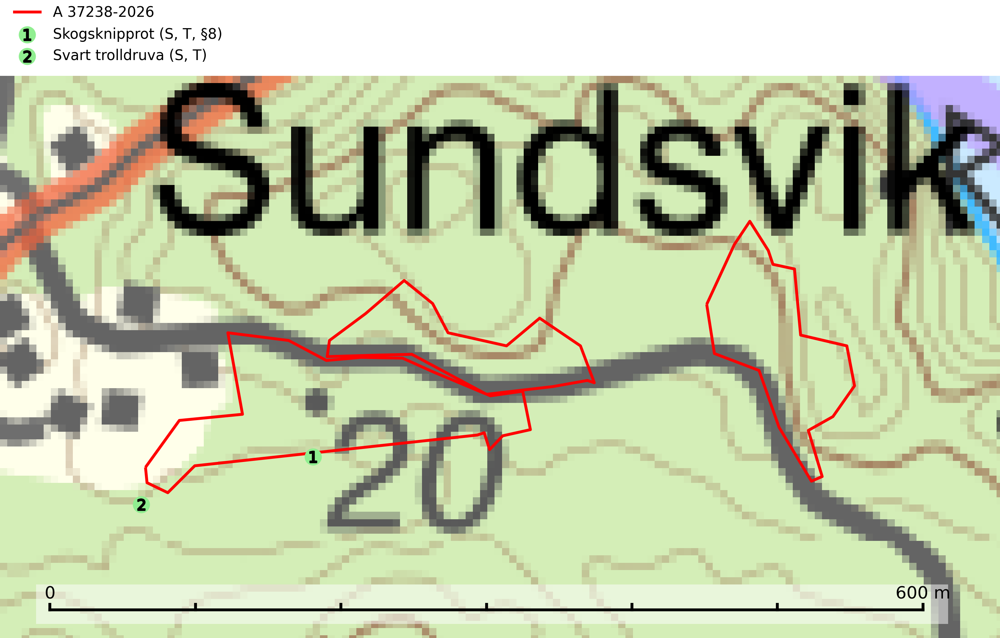 A 37238-2026
1 Skogsknipprot (S, T, §8)
2 Svart trolldruva (S, T)
Sundsvik
20
1
2
0 600 m